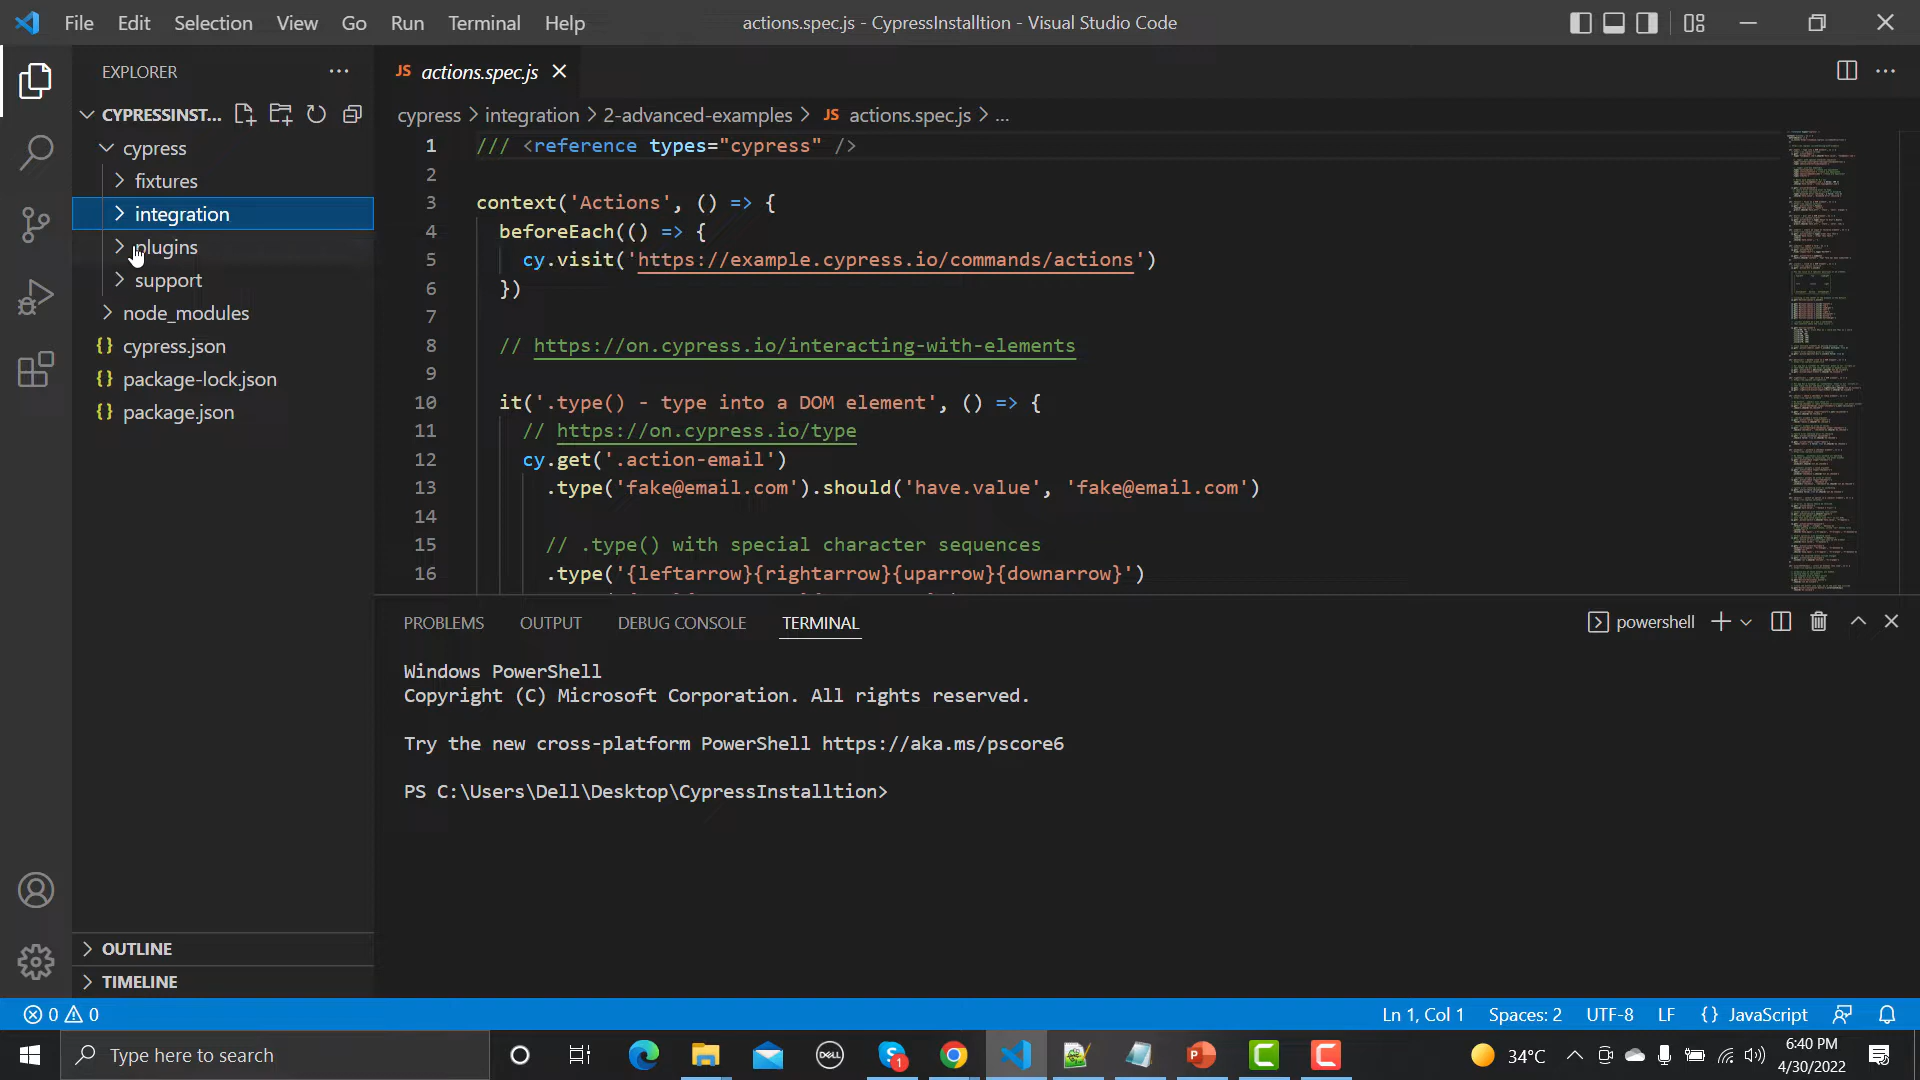 File Edit Selection View Go Run Terminal Help
actions.spec.js - CypressInstalltion - Visual Studio Code
EXPLORER
CYPRESSINST...
cypress
fixtures
integration
plugins
support
node_modules
{} cypress.json
{} package-lock.json
{} package.json
OUTLINE
TIMELINE
JS actions.spec.js
cypress > integration > 2-advanced-examples > JS actions.spec.js > ...
1 /// <reference types="cypress" />
2
3 context('Actions', () => {
4 beforeEach(() => {
5 cy.visit('https://example.cypress.io/commands/actions')
6 })
7
8 // https://on.cypress.io/interacting-with-elements
9
10 it('.type() - type into a DOM element', () => {
11 // https://on.cypress.io/type
12 cy.get('.action-email')
13 .type('fake@email.com').should('have.value', 'fake@email.com')
14
15 // .type() with special character sequences
16 .type('{leftarrow}{rightarrow}{uparrow}{downarrow}')
PROBLEMS OUTPUT DEBUG CONSOLE TERMINAL
powershell
Windows PowerShell
Copyright (C) Microsoft Corporation. All rights reserved.
Try the new cross-platform PowerShell https://aka.ms/pscore6
PS C:\Users\Dell\Desktop\CypressInstalltion>
0 0
Ln 1, Col 1 Spaces: 2 UTF-8 LF {} JavaScript
Type here to search
DELL
1
34°C
6:40 PM
4/30/2022